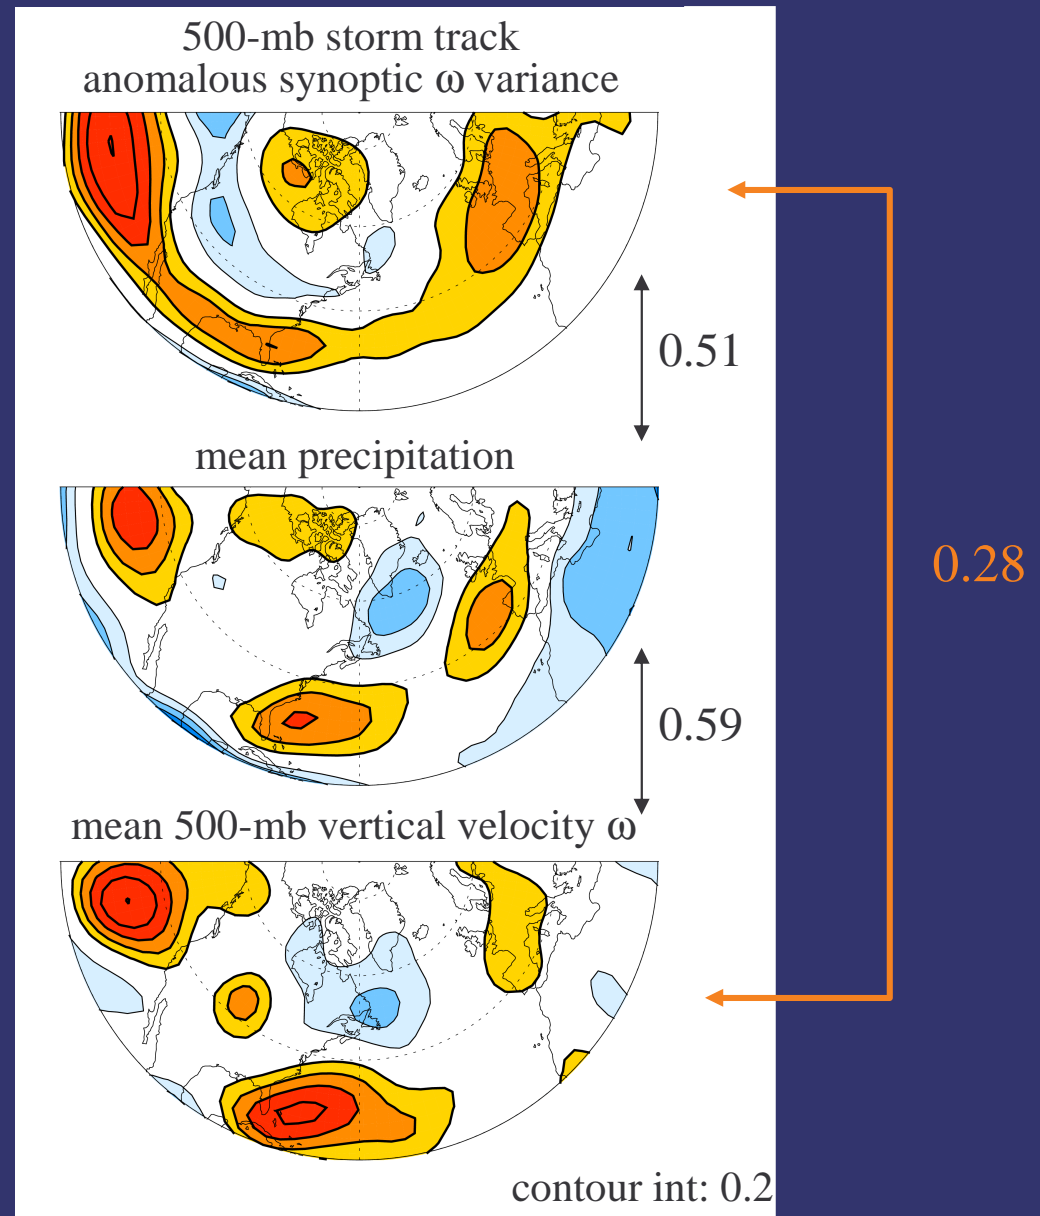 500-mb storm track
anomalous synoptic ω variance
0.51
mean precipitation
0.28
0.59
mean 500-mb vertical velocity ω
contour int: 0.2